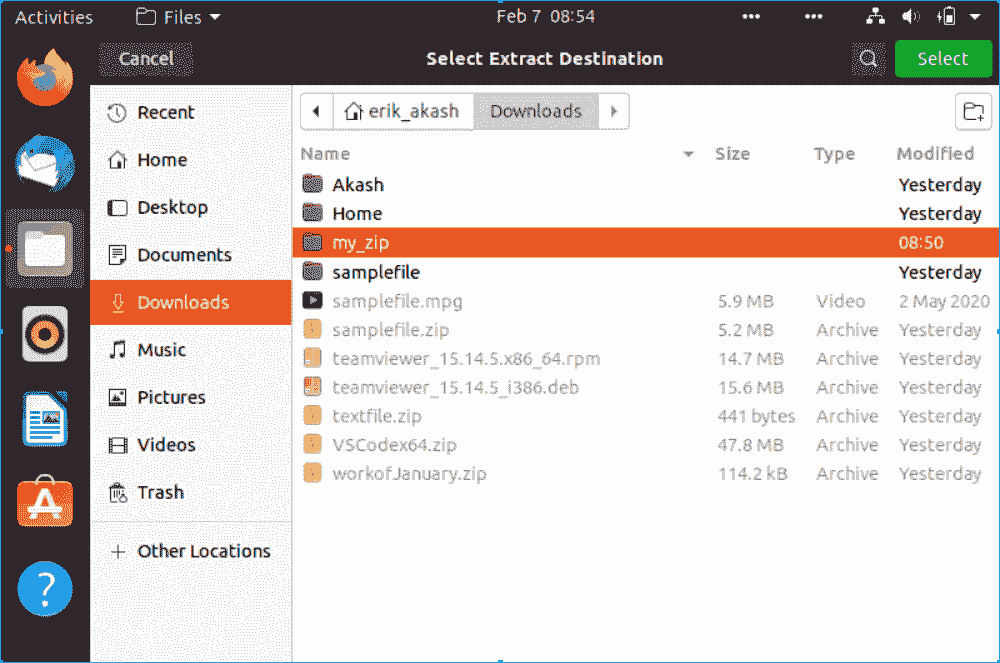 Activities Files Feb 7 08:54
Cancel Select Extract Destination Select
Recent
Home
Desktop
Documents
Downloads
Music
Pictures
Videos
Trash
+ Other Locations
erik_akash Downloads
Name Size Type Modified
Akash Yesterday
Home Yesterday
my_zip 08:50
samplefile Yesterday
samplefile.mpg 5.9 MB Video 2 May 2020
samplefile.zip 5.2 MB Archive Yesterday
teamviewer_15.14.5.x86_64.rpm 14.7 MB Archive Yesterday
teamviewer_15.14.5_i386.deb 15.6 MB Archive Yesterday
textfile.zip 441 bytes Archive Yesterday
VSCodex64.zip 47.8 MB Archive Yesterday
workofJanuary.zip 114.2 kB Archive Yesterday
?